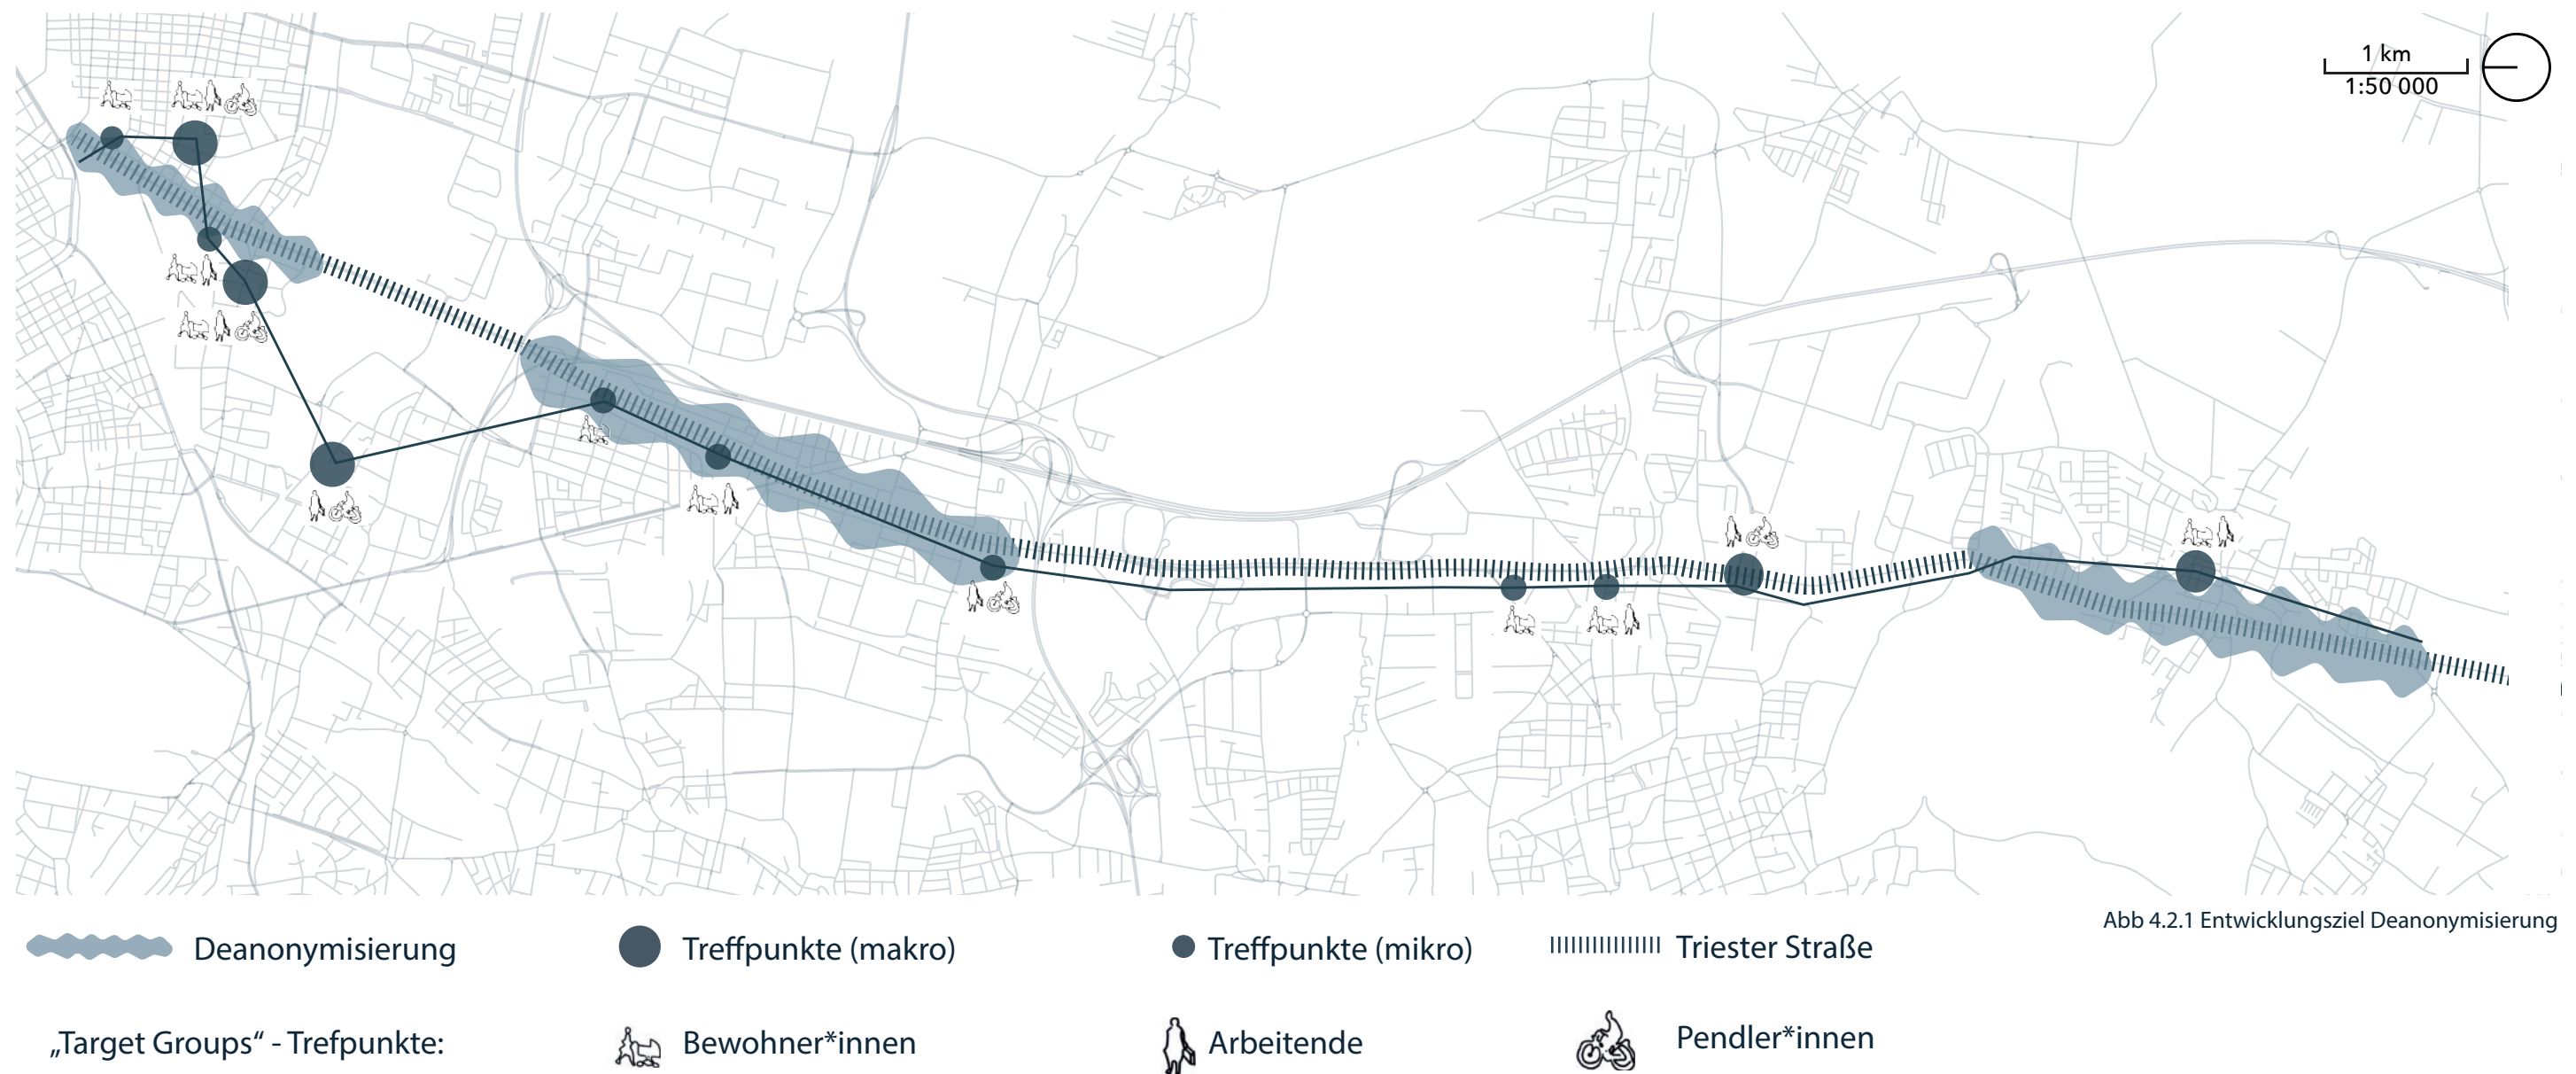 1 km
1:50 000
Abb 4.2.1 Entwicklungsziel Deanonymisierung
Deanonymisierung
Treffpunkte (makro)
Treffpunkte (mikro)
Triester Straße
„Target Groups“ - Trefpunkte:
Bewohner*innen
Arbeitende
Pendler*innen